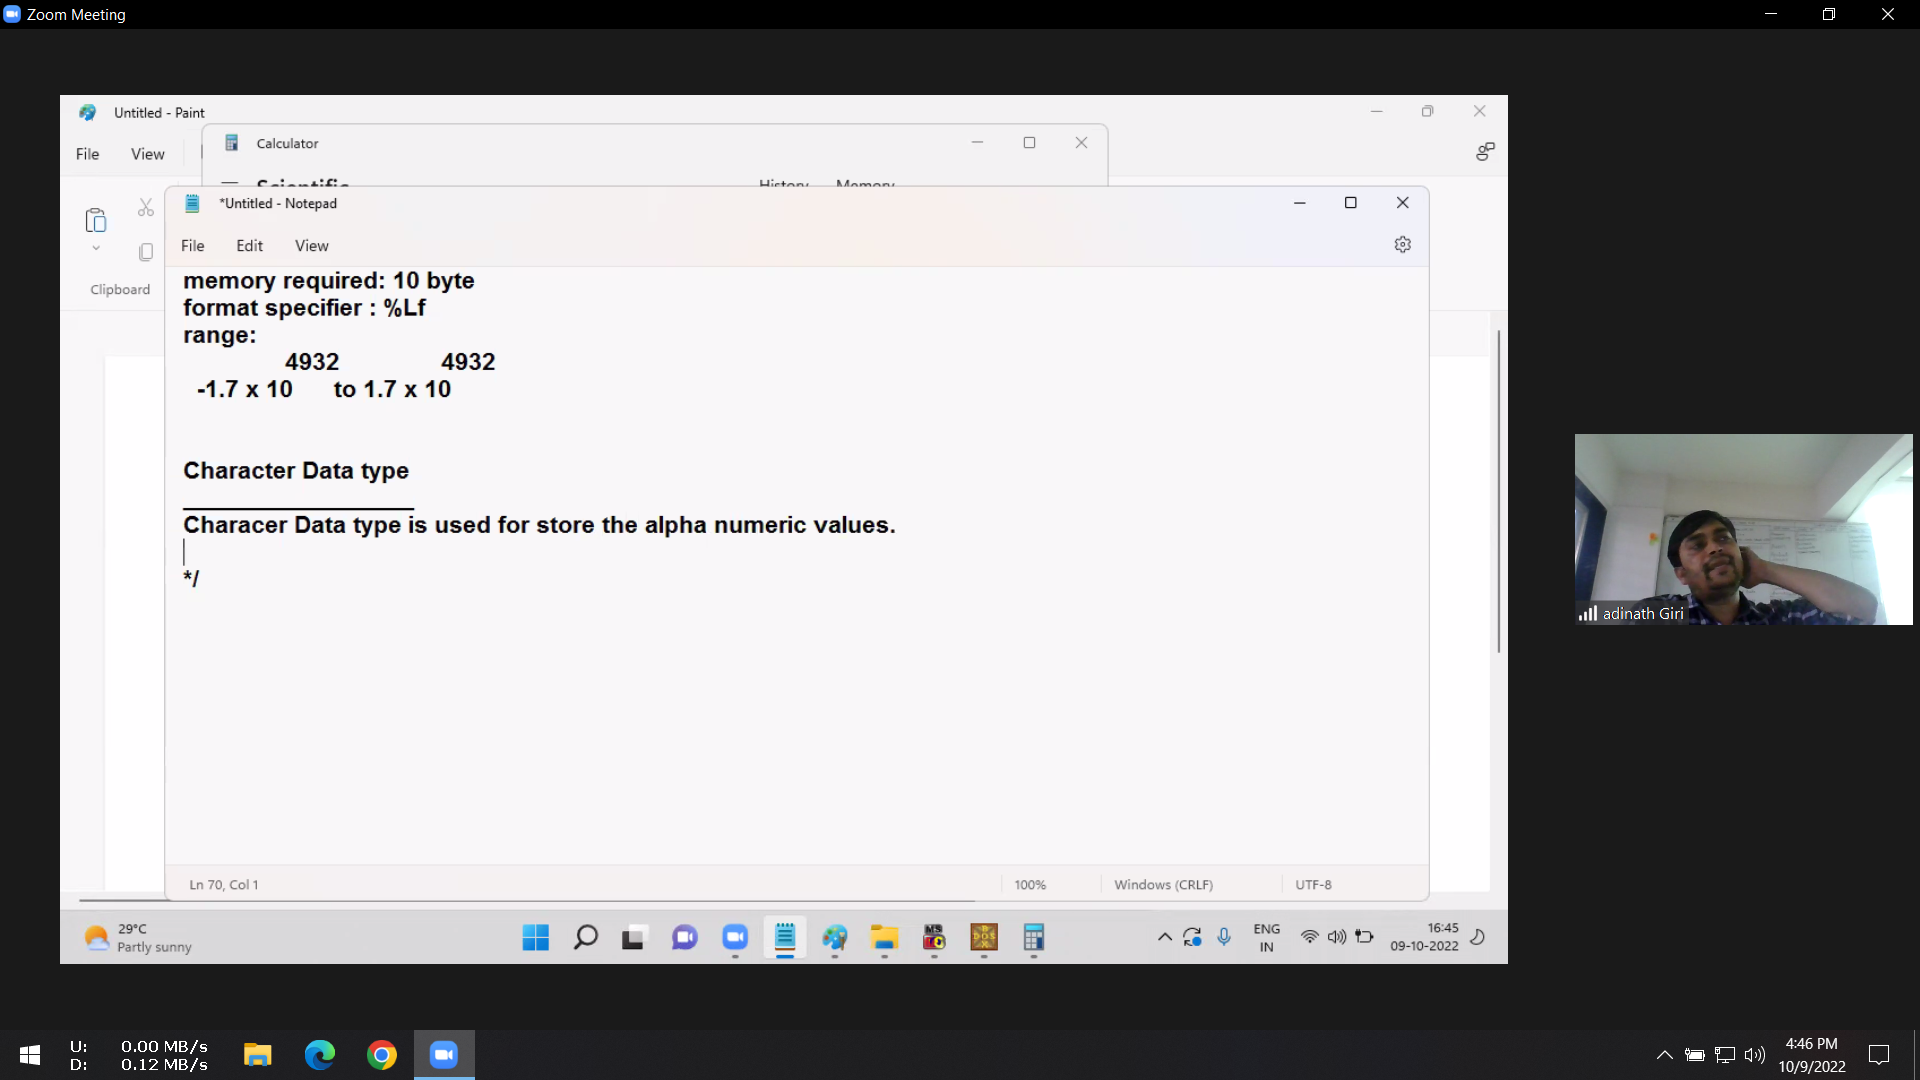 Zoom Meeting
Untitled - Paint
File View
Calculator
Scientific History Memory
*Untitled - Notepad
File Edit View
Clipboard
memory required: 10 byte
format specifier : %Lf
range:
4932 4932
-1.7 x 10 to 1.7 x 10
Character Data type
Characer Data type is used for store the alpha numeric values.
*/
adinath Giri
Ln 70, Col 1 100% Windows (CRLF) UTF-8
29°C
Partly sunny
MS
DOS
ENG
IN
16:45
09-10-2022
U: 0.00 MB/s
D: 0.12 MB/s
4:46 PM
10/9/2022